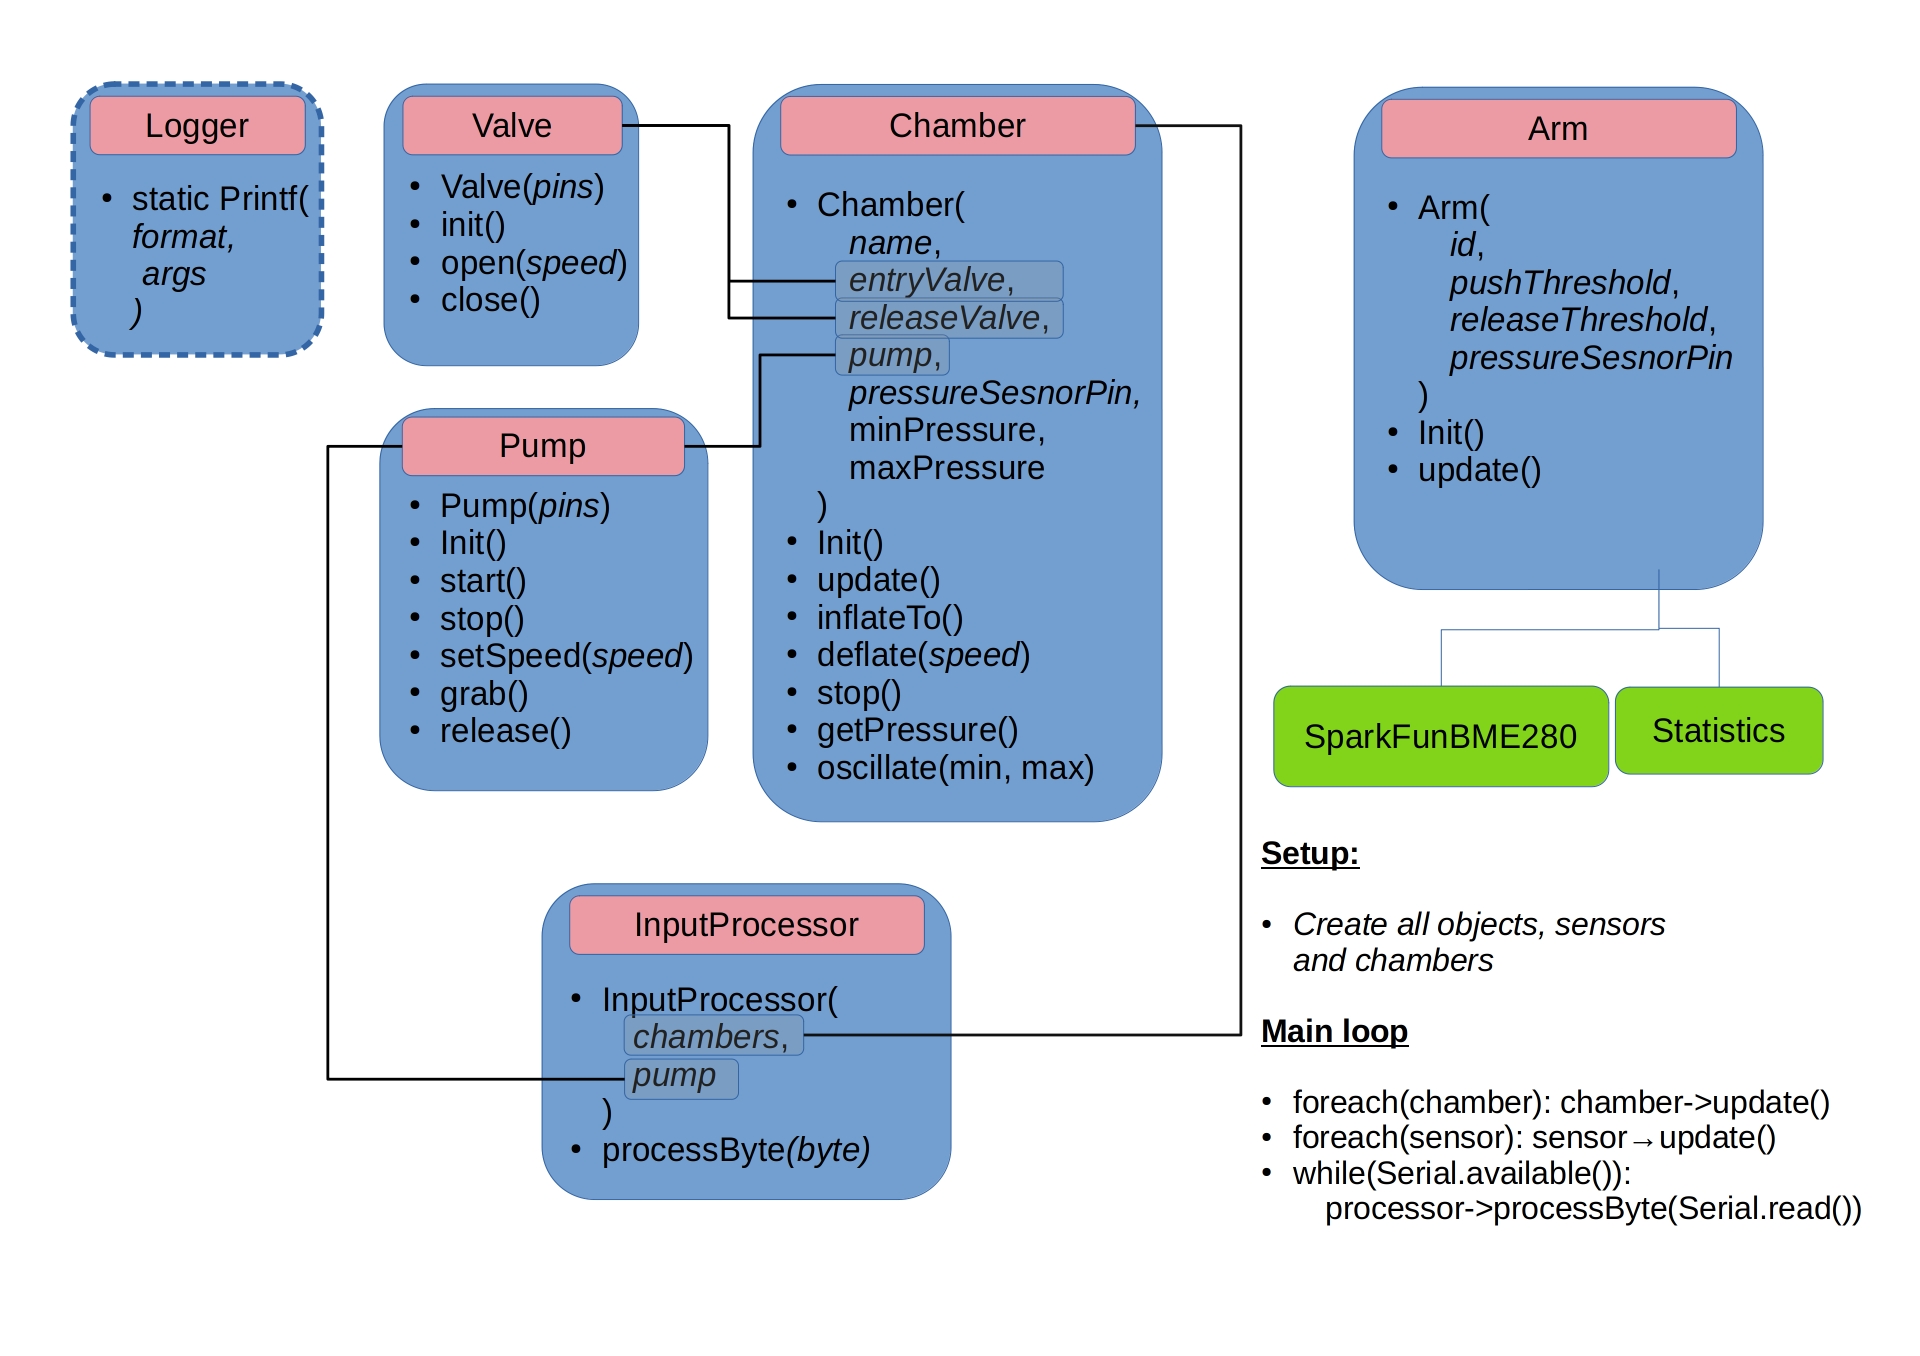 Logger
• static Printf(
format,
args
)
Valve
• Valve(pins)
• init()
• open(speed)
• close()
Pump
• Pump(pins)
• Init()
• start()
• stop()
• setSpeed(speed)
• grab()
• release()
Chamber
• Chamber(
name,
entryValve,
releaseValve,
pump,
pressureSesnorPin,
minPressure,
maxPressure
)
• Init()
• update()
• inflateTo()
• deflate(speed)
• stop()
• getPressure()
• oscillate(min, max)
Arm
• Arm(
id,
pushThreshold,
releaseThreshold,
pressureSesnorPin
)
• Init()
• update()
SparkFunBME280
Statistics
InputProcessor
• InputProcessor(
chambers,
pump
)
• processByte(byte)
Setup:
• Create all objects, sensors
and chambers
Main loop
• foreach(chamber): chamber->update()
• foreach(sensor): sensor→update()
• while(Serial.available()):
processor->processByte(Serial.read())